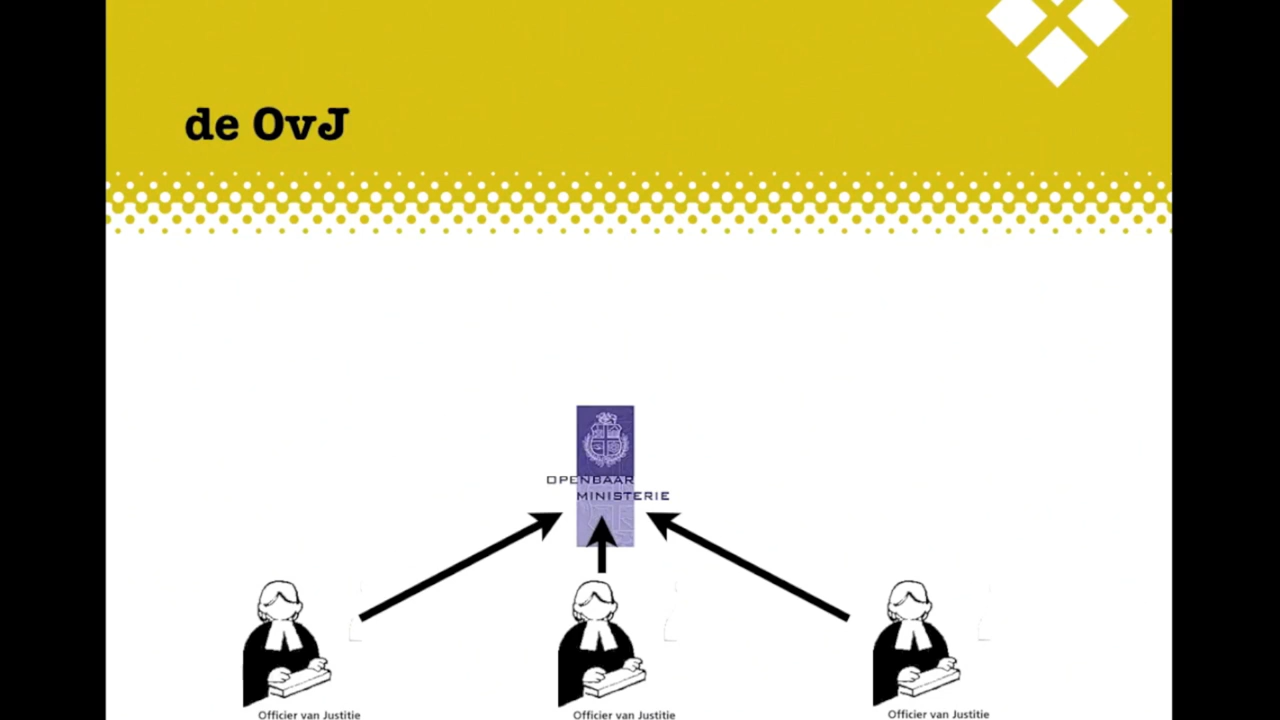 de OvJ
OPENBAAR
MINISTERIE
Officier van Justitie
Officier van Justitie
Officier van Justitie